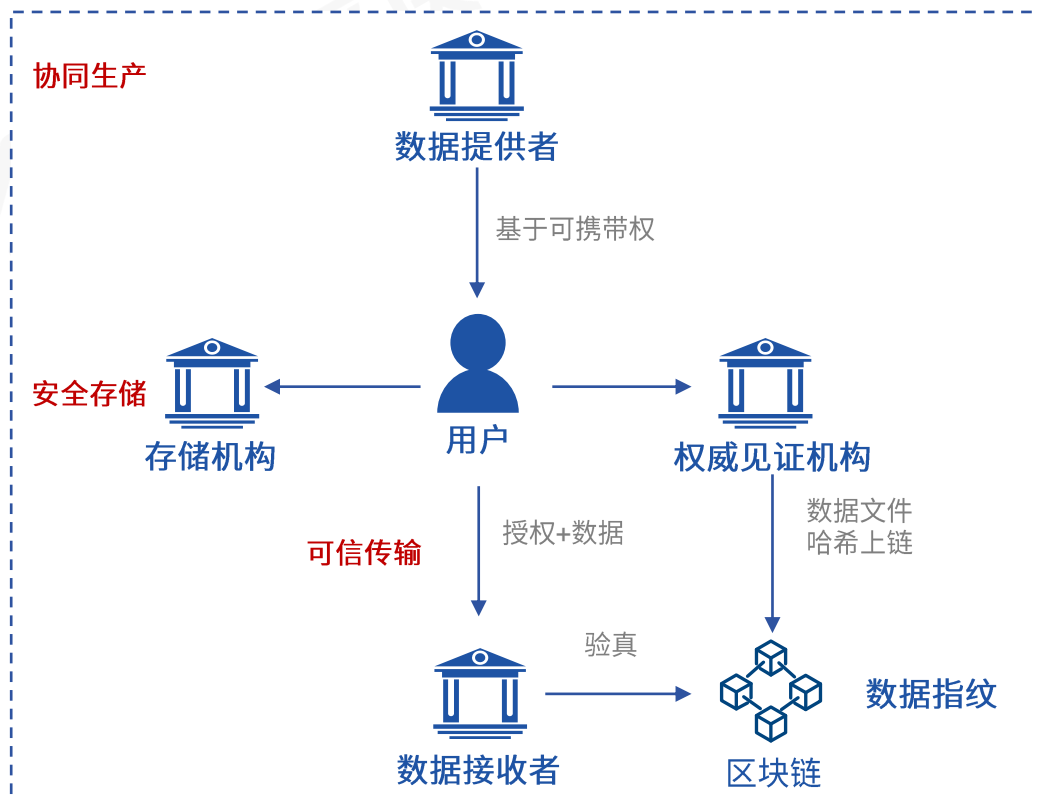 协同生产
数据提供者
基于可携带权
安全存储
存储机构
用户
权威见证机构
可信传输
授权+数据
数据文件
哈希上链
验真
数据指纹
数据接收者
区块链